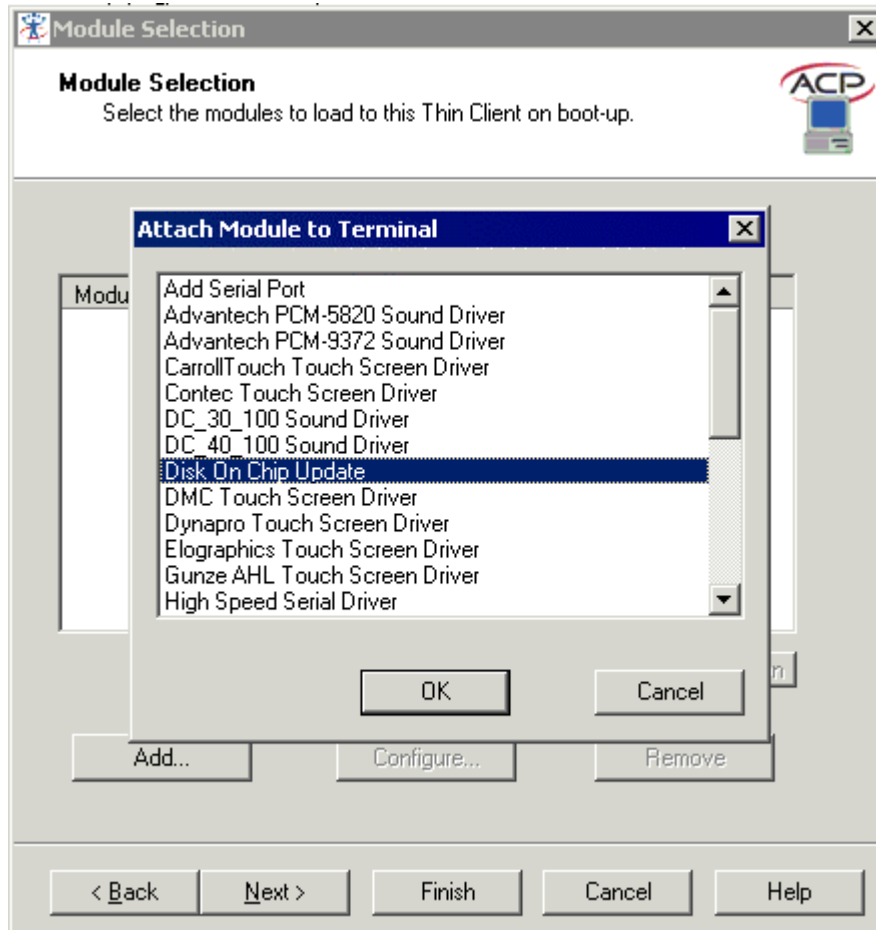 Module Selection
Module Selection
Select the modules to load to this Thin Client on boot-up.
ACP
Attach Module to Terminal
Modu
Add Serial Port
Advantech PCM-5820 Sound Driver
Advantech PCM-9372 Sound Driver
CarrollTouch Touch Screen Driver
Contec Touch Screen Driver
DC_30_100 Sound Driver
DC_40_100 Sound Driver
Disk On Chip Update
DMC Touch Screen Driver
Dynapro Touch Screen Driver
Elographics Touch Screen Driver
Gunze AHL Touch Screen Driver
High Speed Serial Driver
OK Cancel
n
Add... Configure... Remove
< Back Next > Finish Cancel Help